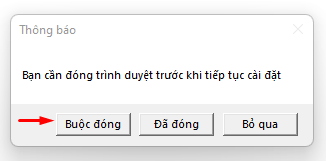 Thông báo
Bạn cần đóng trình duyệt trước khi tiếp tục cài đặt
Buộc đóng Đã đóng Bỏ qua